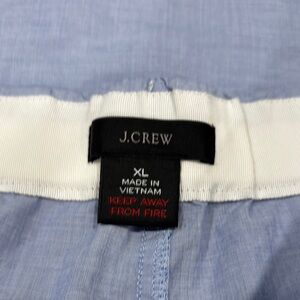 J.CREW
XL
MADE IN
VIETNAM
KEEP AWAY
FROM FIRE